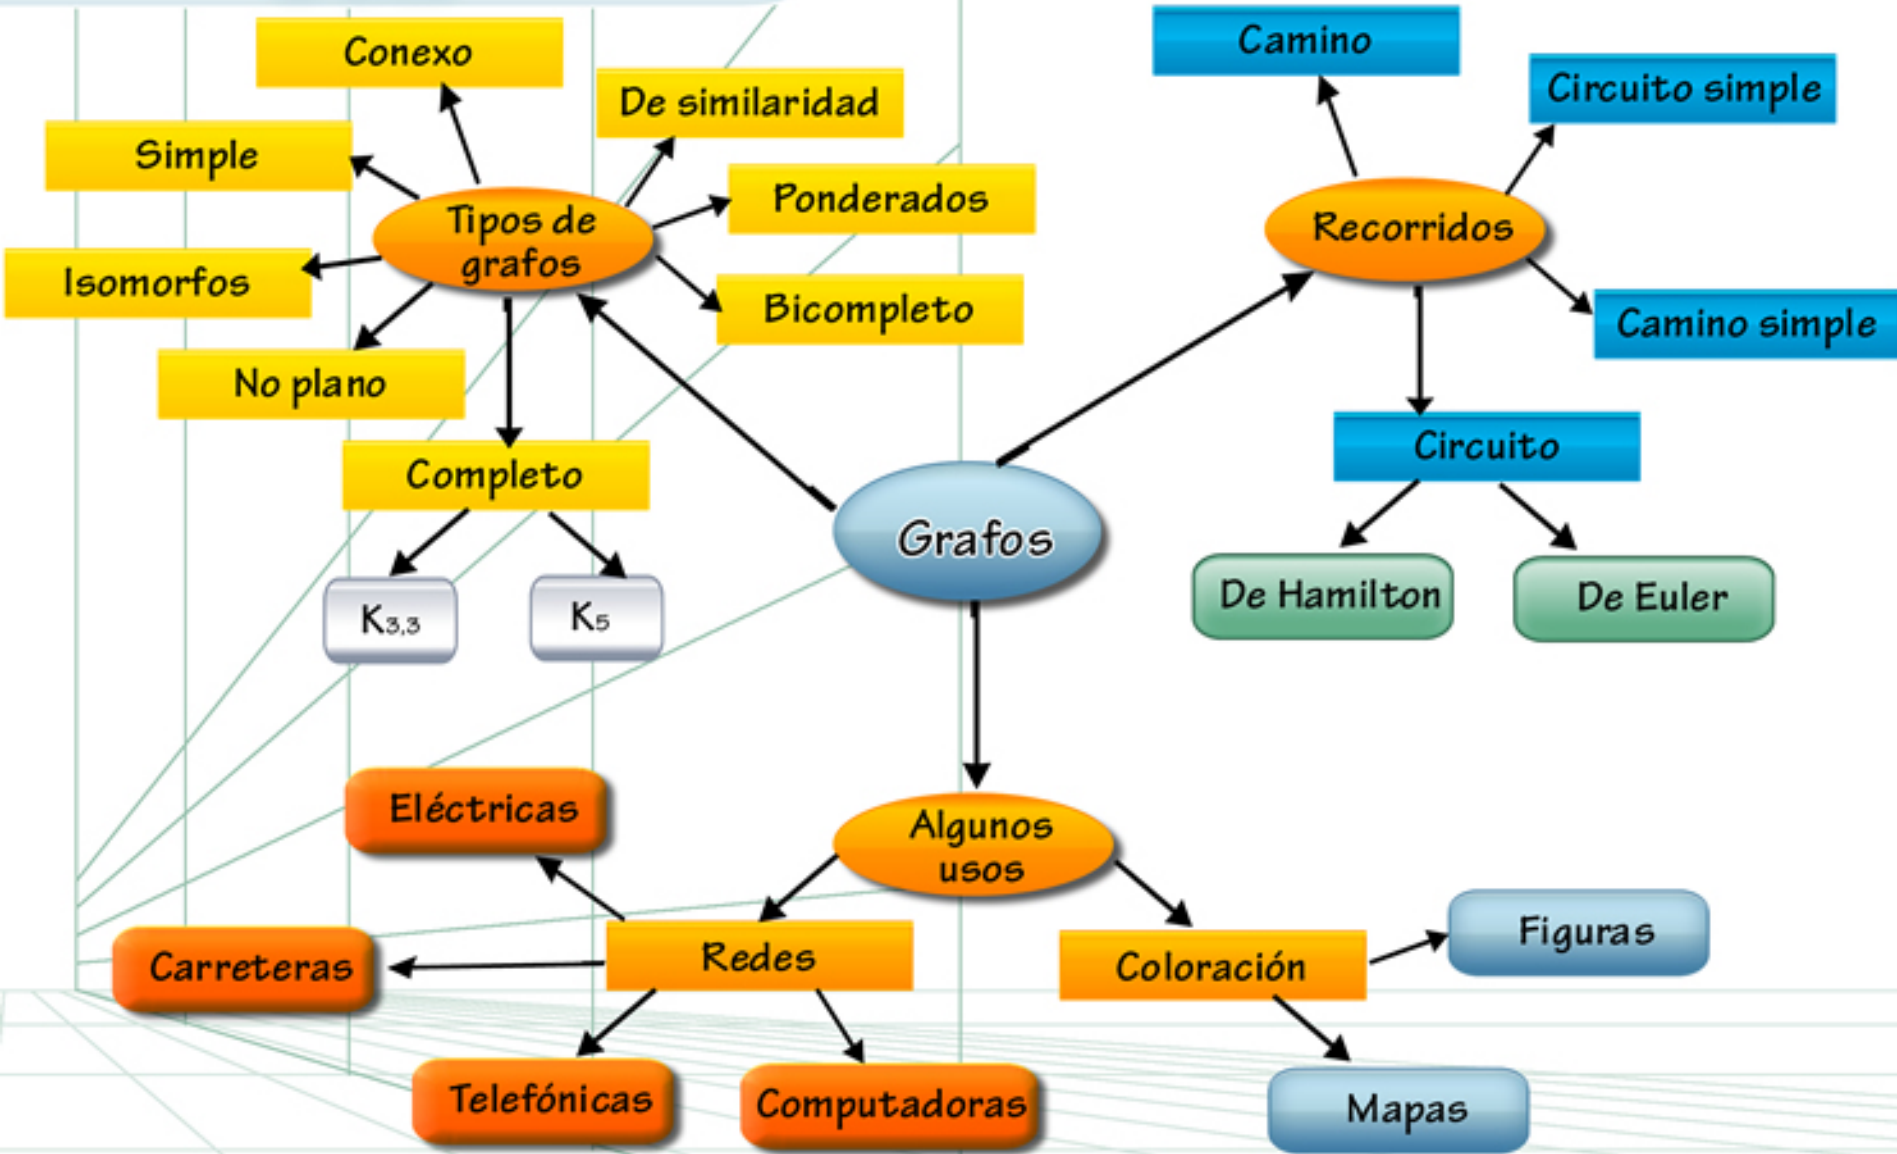 Conexo
De similaridad
Simple
Tipos de
grafos
Ponderados
Isomorfos
Bicompleto
No plano
Completo
K3,3
K5
Camino
Circuito simple
Recorridos
Camino simple
Circuito
De Hamilton
De Euler
Grafos
Algunos
usos
Eléctricas
Redes
Carreteras
Telefónicas
Computadoras
Coloración
Figuras
Mapas